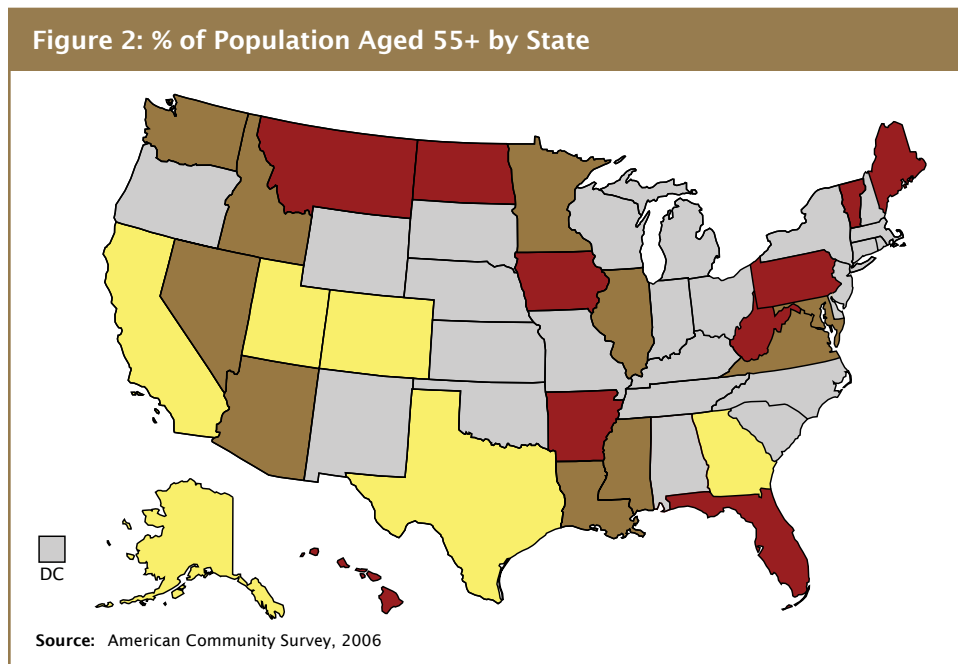 Figure 2: % of Population Aged 55+ by State
DC
Source: American Community Survey, 2006